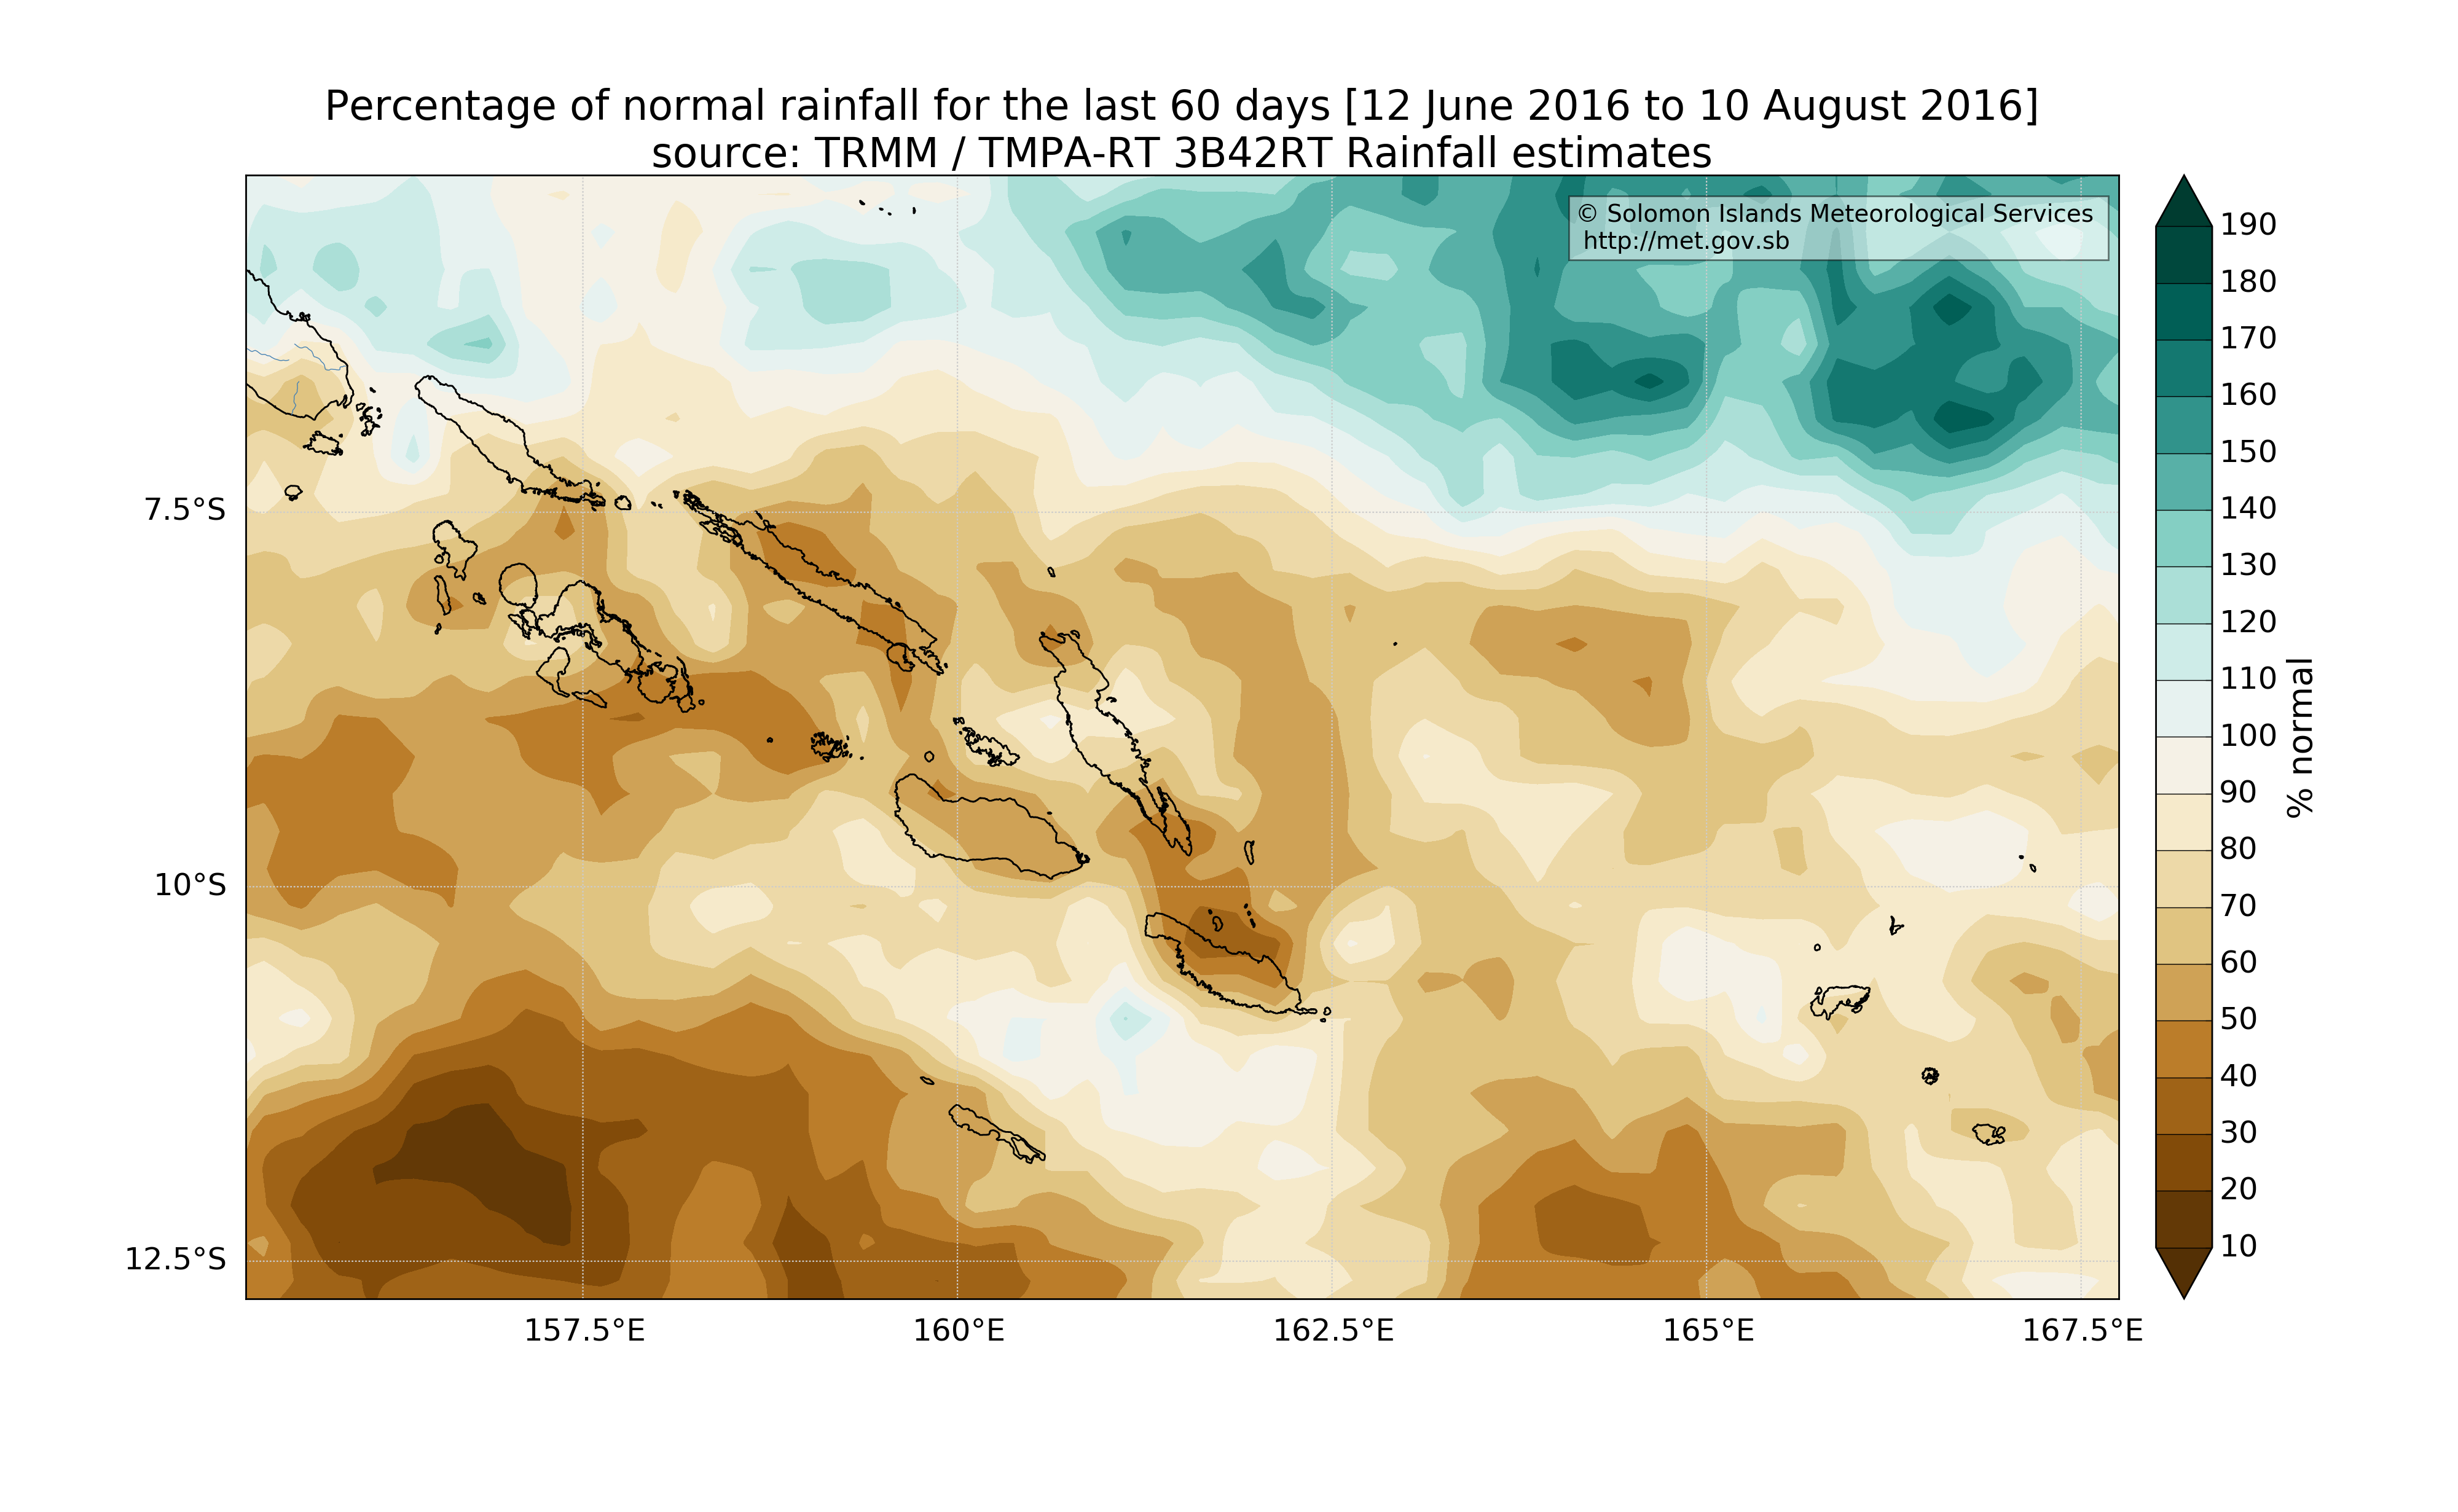 Percentage of normal rainfall for the last 60 days [12 June 2016 to 10 August 2016]
source: TRMM / TMPA-RT 3B42RT Rainfall estimates
© Solomon Islands Meteorological Services
http://met.gov.sb
7.5°S
10°S
12.5°S
157.5°E
160°E
162.5°E
165°E
167.5°E
190
180
170
160
150
140
130
120
110
100
90
80
70
60
50
40
30
20
10
% normal